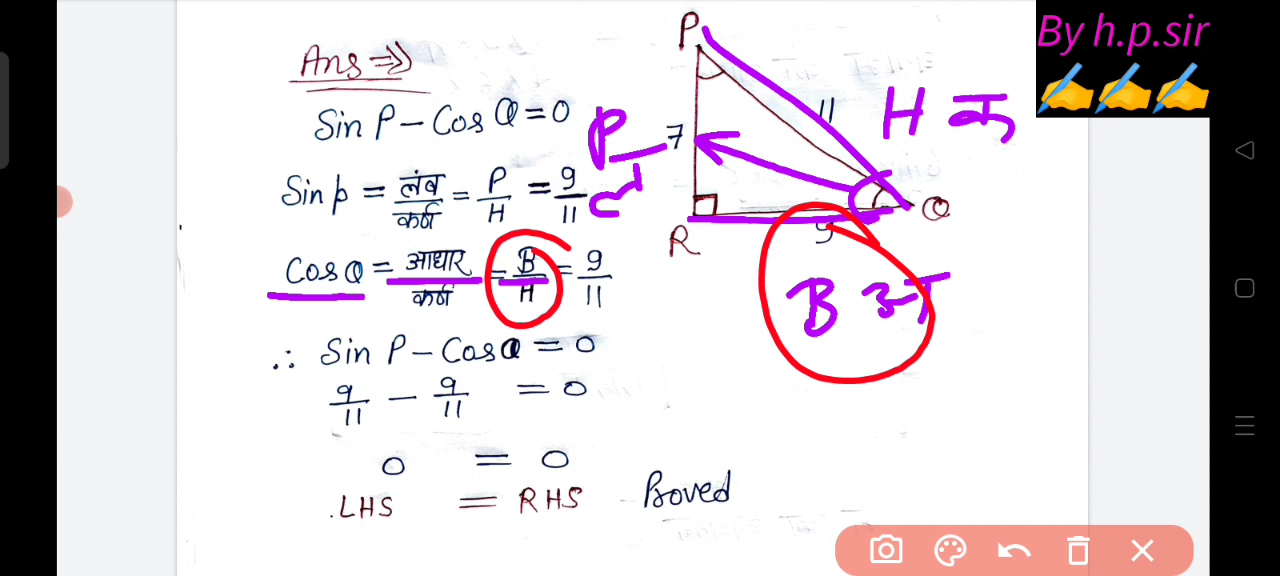 By h.p.sir
Ans ⇒
Sin P - Cos Q = 0
Sin p = लंब/कर्ण = P/H = 9/11
Cos Q = आधार/कर्ण = B/H = 9/11
∴ Sin P - Cos Q = 0
9/11 - 9/11 = 0
0 = 0
LHS = RHS Proved
P
11
H क
P
7
R
9
Q
B